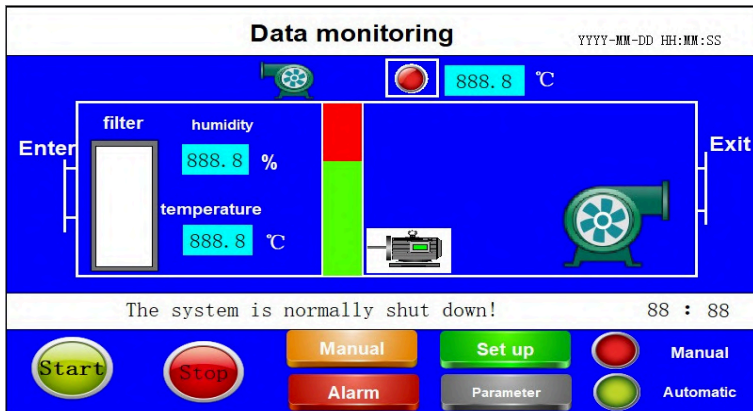 Data monitoring
YYYY-MM-DD HH:MM:SS
888.8 ℃
filter
humidity
Enter
Exit
888.8 %
temperature
888.8 ℃
The system is normally shut down!
88 : 88
Start
Stop
Manual
Set up
Manual
Alarm
Parameter
Automatic